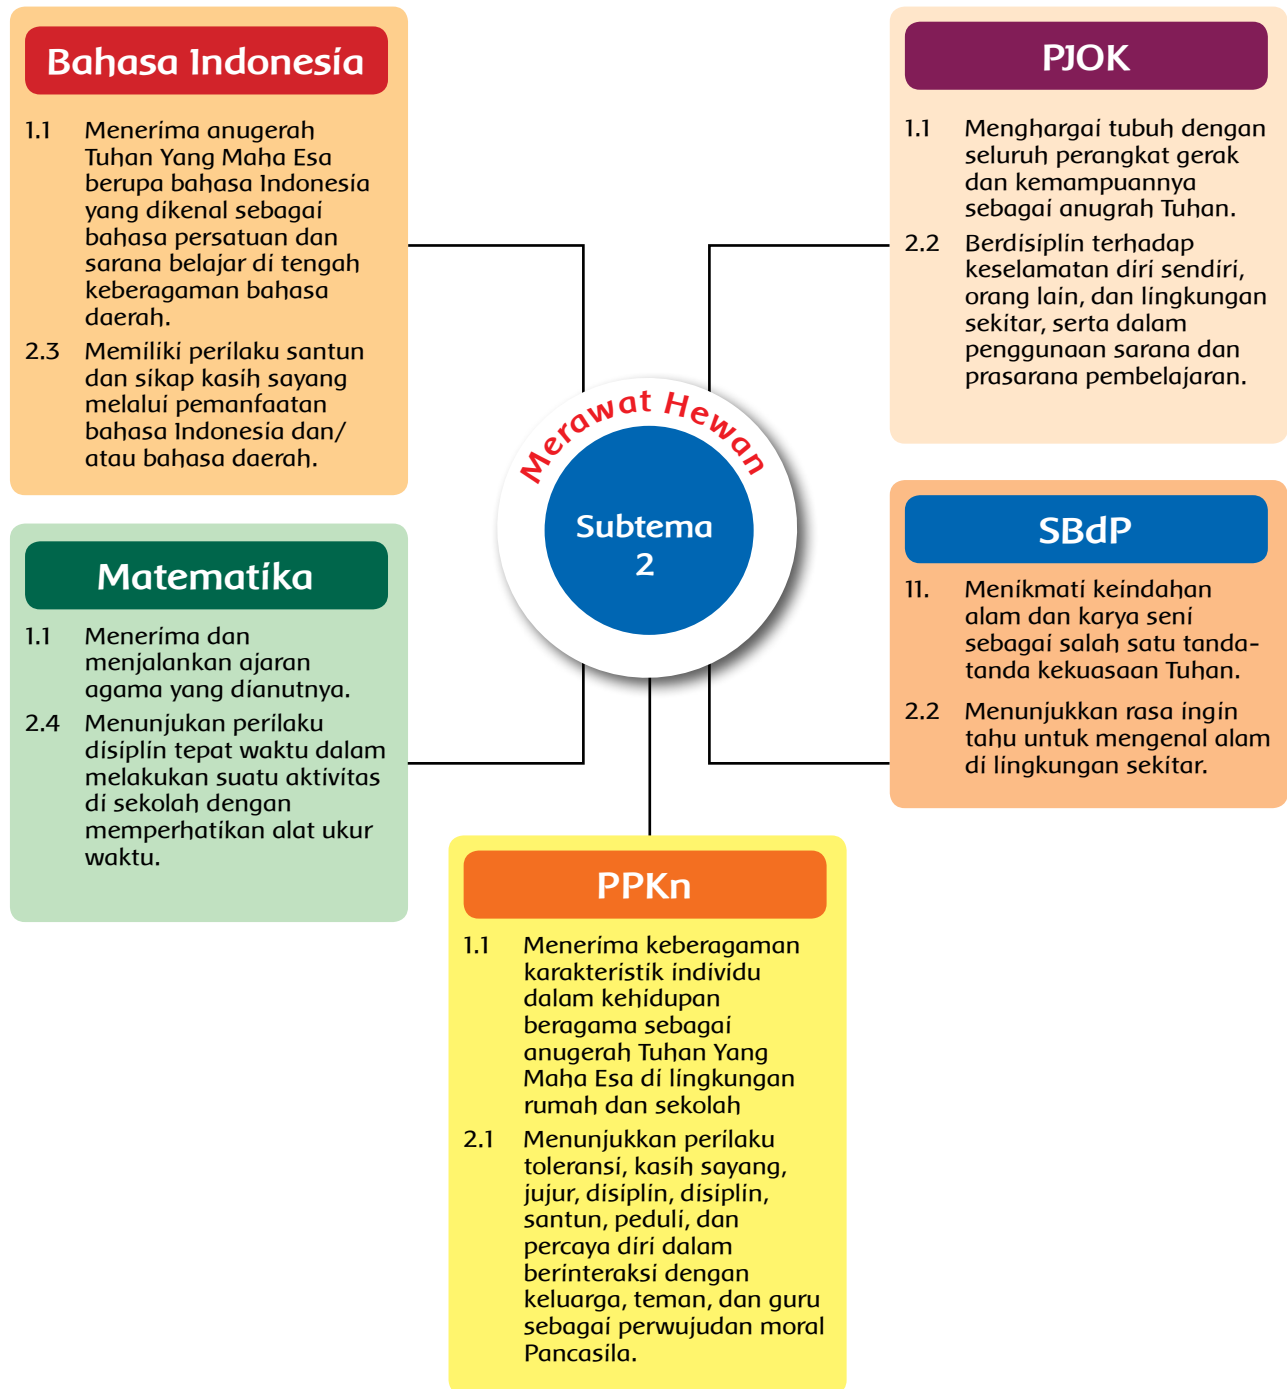 Bahasa Indonesia
1.1 Menerima anugerah
Tuhan Yang Maha Esa
berupa bahasa Indonesia
yang dikenal sebagai
bahasa persatuan dan
sarana belajar di tengah
keberagaman bahasa
daerah.
2.3 Memiliki perilaku santun
dan sikap kasih sayang
melalui pemanfaatan
bahasa Indonesia dan/
atau bahasa daerah.
PJOK
1.1 Menghargai tubuh dengan
seluruh perangkat gerak
dan kemampuannya
sebagai anugrah Tuhan.
2.2 Berdisiplin terhadap
keselamatan diri sendiri,
orang lain, dan lingkungan
sekitar, serta dalam
penggunaan sarana dan
prasarana pembelajaran.
Merawat Hewan
Subtema
2
Matematika
1.1 Menerima dan
menjalankan ajaran
agama yang dianutnya.
2.4 Menunjukan perilaku
disiplin tepat waktu dalam
melakukan suatu aktivitas
di sekolah dengan
memperhatikan alat ukur
waktu.
SBdP
11. Menikmati keindahan
alam dan karya seni
sebagai salah satu tanda-
tanda kekuasaan Tuhan.
2.2 Menunjukkan rasa ingin
tahu untuk mengenal alam
di lingkungan sekitar.
PPKn
1.1 Menerima keberagaman
karakteristik individu
dalam kehidupan
beragama sebagai
anugerah Tuhan Yang
Maha Esa di lingkungan
rumah dan sekolah
2.1 Menunjukkan perilaku
toleransi, kasih sayang,
jujur, disiplin, disiplin,
santun, peduli, dan
percaya diri dalam
berinteraksi dengan
keluarga, teman, dan guru
sebagai perwujudan moral
Pancasila.